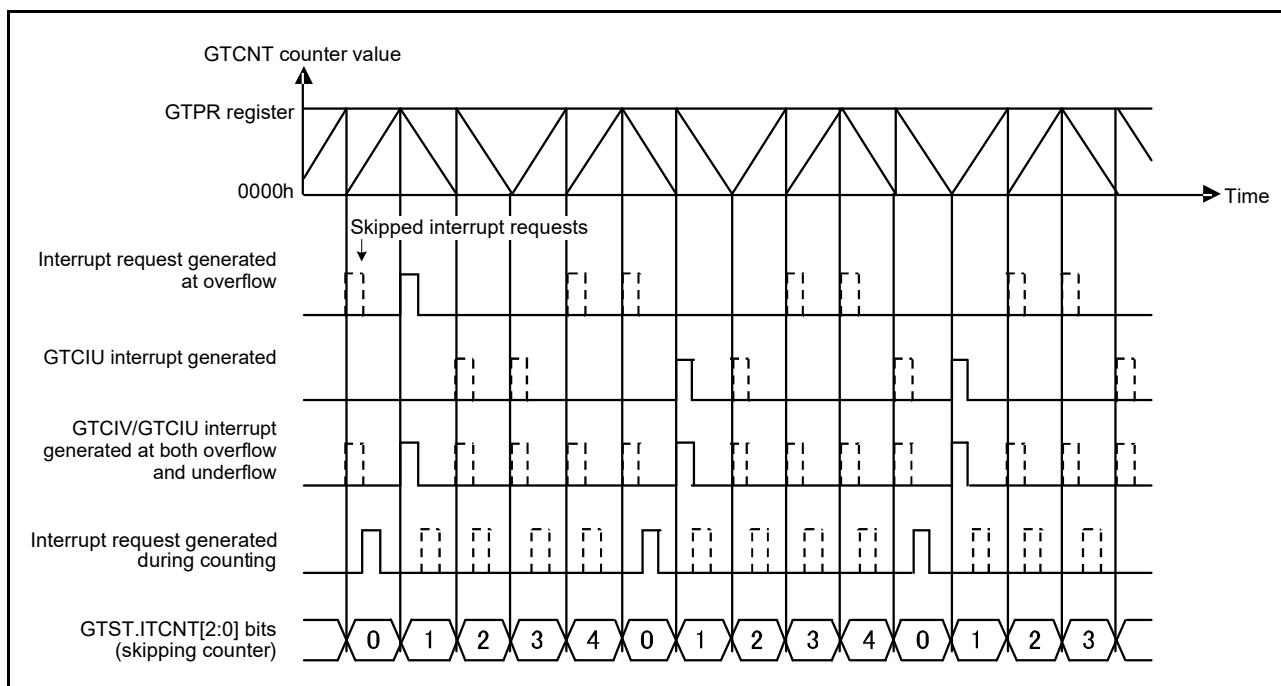 GTCNT counter value
GTPR register
0000h
Time
Skipped interrupt requests
Interrupt request generated
at overflow
GTCIU interrupt generated
GTCIV/GTCIU interrupt
generated at both overflow
and underflow
Interrupt request generated
during counting
GTST.ITCNT[2:0] bits
(skipping counter)
0 1 2 3 4 0 1 2 3 4 0 1 2 3